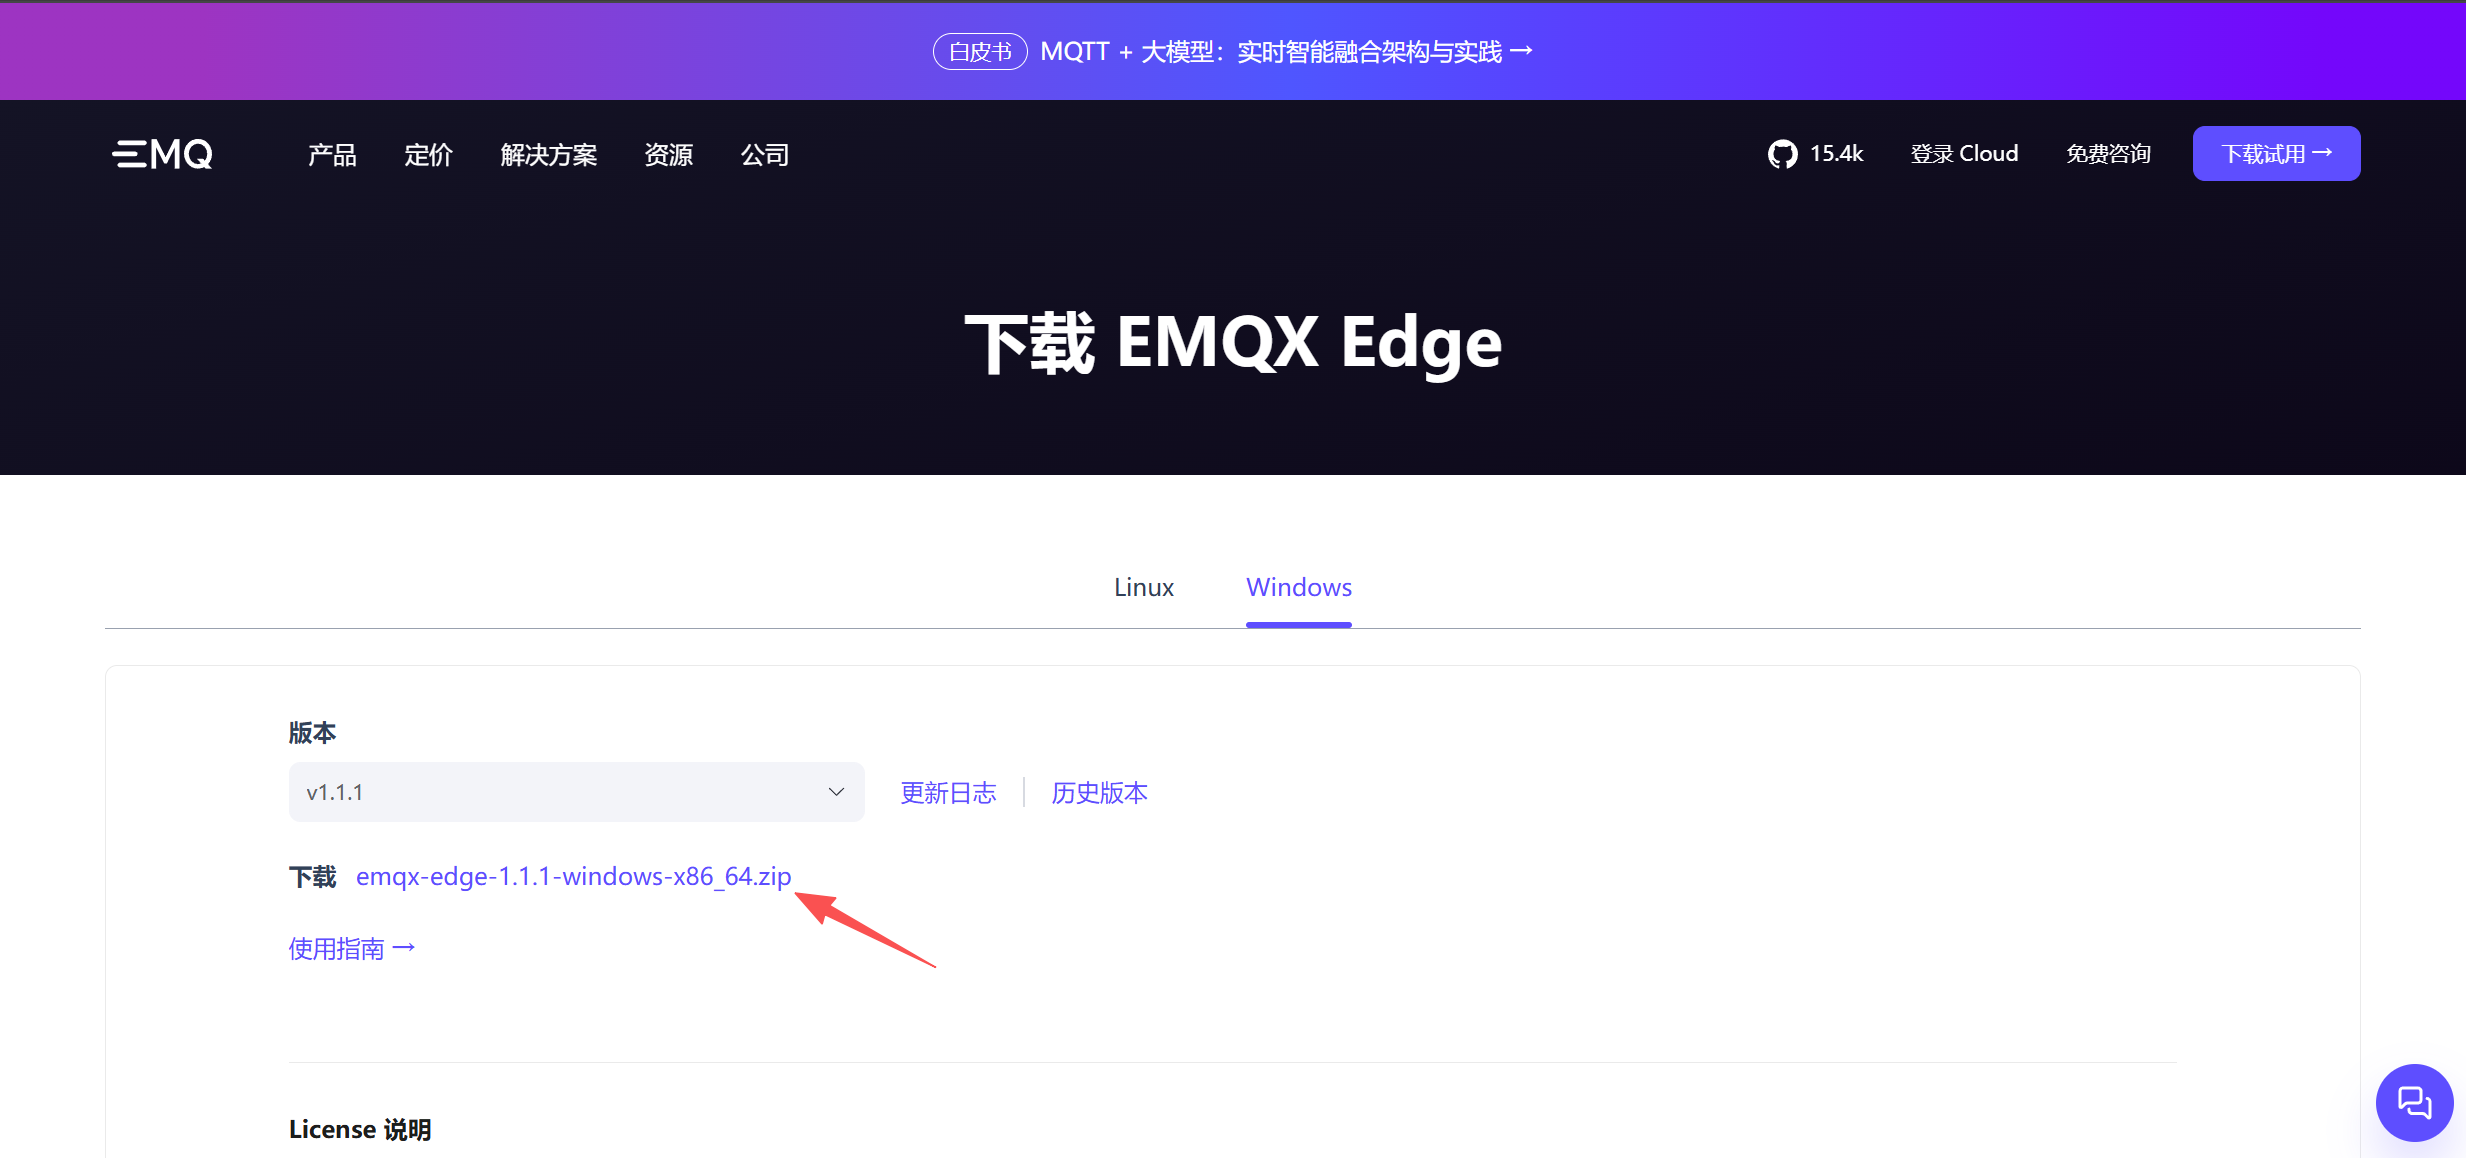 白皮书 MQTT + 大模型：实时智能融合架构与实践 →
EMQ 产品 定价 解决方案 资源 公司 15.4k 登录 Cloud 免费咨询 下载试用 →
下载 EMQX Edge
Linux Windows
版本
v1.1.1 更新日志 历史版本
下载 emqx-edge-1.1.1-windows-x86_64.zip
使用指南 →
License 说明